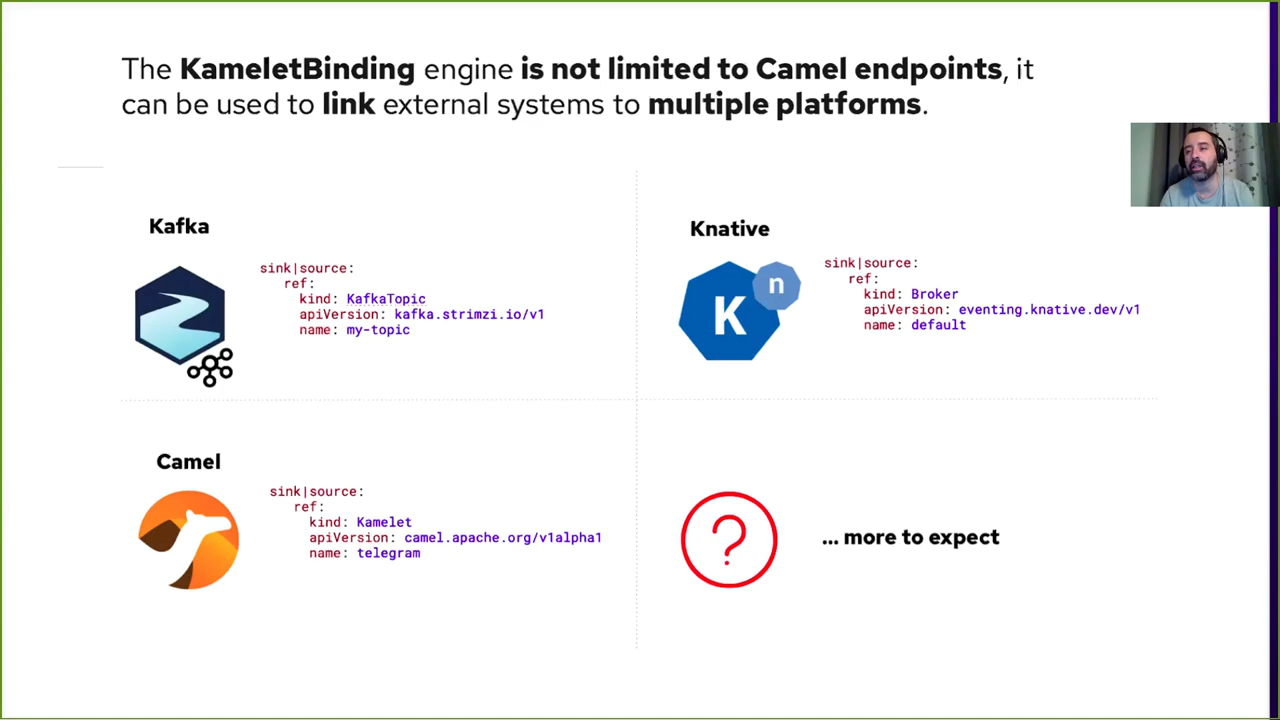 The KameletBinding engine is not limited to Camel endpoints, it
can be used to link external systems to multiple platforms.
Kafka
sink|source:
ref:
kind: KafkaTopic
apiVersion: kafka.strimzi.io/v1
name: my-topic
Knative
K
n
sink|source:
ref:
kind: Broker
apiVersion: eventing.knative.dev/v1
name: default
Camel
sink|source:
ref:
kind: Kamelet
apiVersion: camel.apache.org/v1alpha1
name: telegram
?
... more to expect